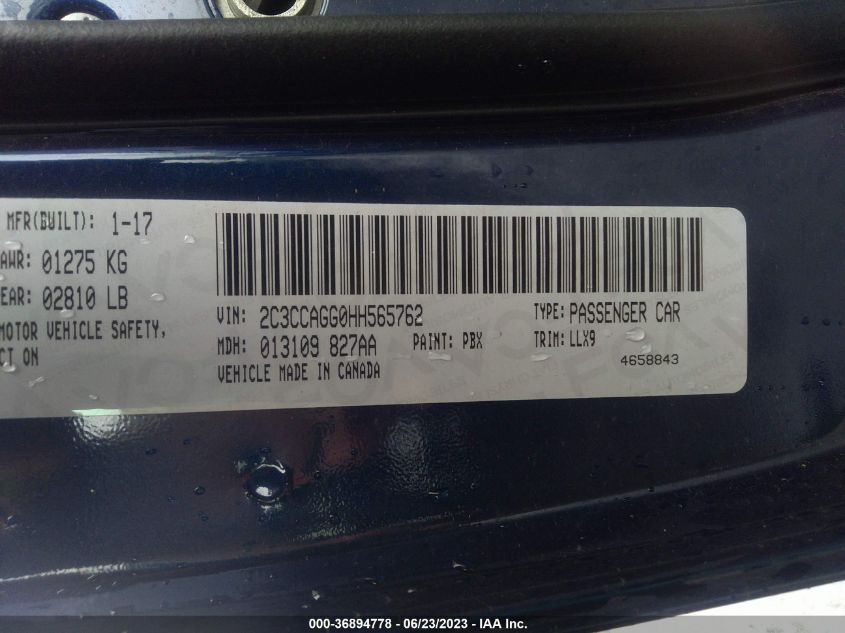 MFR(BUILT): 1-17
AWR: 01275 KG
EAR: 02810 LB
MOTOR VEHICLE SAFETY,
CT ON
VIN: 2C3CCAGG0HH565762
TYPE: PASSENGER CAR
MDH: 013109 827AA
PAINT: PBX
TRIM: LLX9
VEHICLE MADE IN CANADA
4658843
000-36894778 - 06/23/2023 - © IAA Inc.